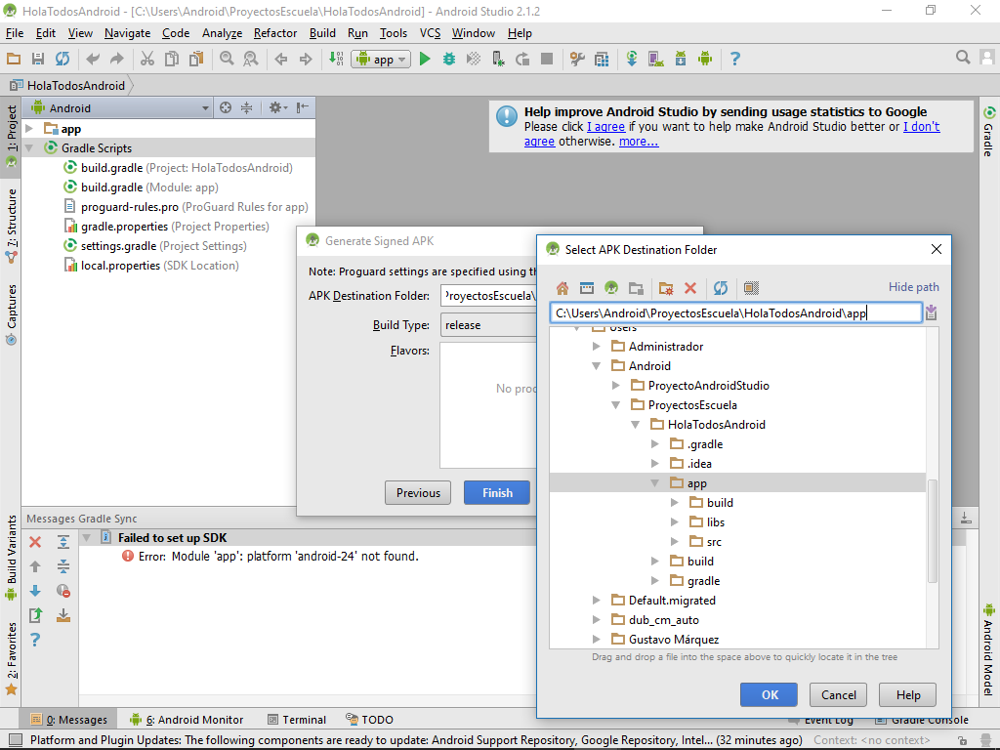 HolaTodosAndroid - [C:\Users\Android\ProyectosEscuela\HolaTodosAndroid] - Android Studio 2.1.2
File Edit View Navigate Code Analyze Refactor Build Run Tools VCS Window Help
app
HolaTodosAndroid
1: Project
7: Structure
Captures
Build Variants
2: Favorites
Android
app
Gradle Scripts
build.gradle (Project: HolaTodosAndroid)
build.gradle (Module: app)
proguard-rules.pro (ProGuard Rules for app)
gradle.properties (Project Properties)
settings.gradle (Project Settings)
local.properties (SDK Location)
Help improve Android Studio by sending usage statistics to Google
Please click I agree if you want to help make Android Studio better or I don't
agree otherwise. more...
Gradle
Android Model
Generate Signed APK
Note: Proguard settings are specified using th
APK Destination Folder: ProyectosEscuela\
Build Type: release
Flavors:
No proc
Previous Finish
Select APK Destination Folder
Hide path
C:\Users\Android\ProyectosEscuela\HolaTodosAndroid\app
Users
Administrador
Android
ProyectoAndroidStudio
ProyectosEscuela
HolaTodosAndroid
.gradle
.idea
app
build
libs
src
build
gradle
Default.migrated
dub_cm_auto
Gustavo Márquez
Drag and drop a file into the space above to quickly locate it in the tree
OK Cancel Help
Messages Gradle Sync
Failed to set up SDK
Error: Module 'app': platform 'android-24' not found.
0: Messages 6: Android Monitor Terminal TODO Event Log Gradle Console
Platform and Plugin Updates: The following components are ready to update: Android Support Repository, Google Repository, Intel... (32 minutes ago) Context: <no context>